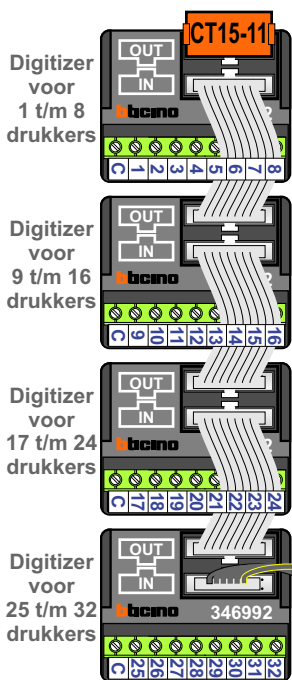 CT15-11
Digitizer
voor
1 t/m 8
drukkers
OUT
IN
bticino
2
C 1 2 3 4 5 6 7 8
Digitizer
voor
9 t/m 16
drukkers
OUT
IN
bticino
2
C 9 10 11 12 13 14 15 16
Digitizer
voor
17 t/m 24
drukkers
OUT
IN
bticino
2
C 17 18 19 20 21 22 23 24
Digitizer
voor
25 t/m 32
drukkers
OUT
IN
bticino
346992
C 25 26 27 28 29 30 31 32